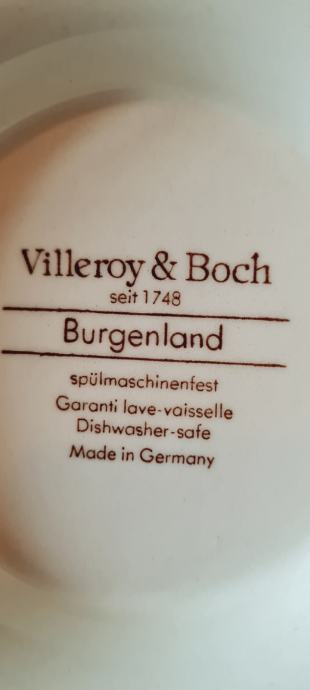 Villeroy & Boch
seit 1748
Burgenland
spülmaschinenfest
Garanti lave-vaisselle
Dishwasher-safe
Made in Germany